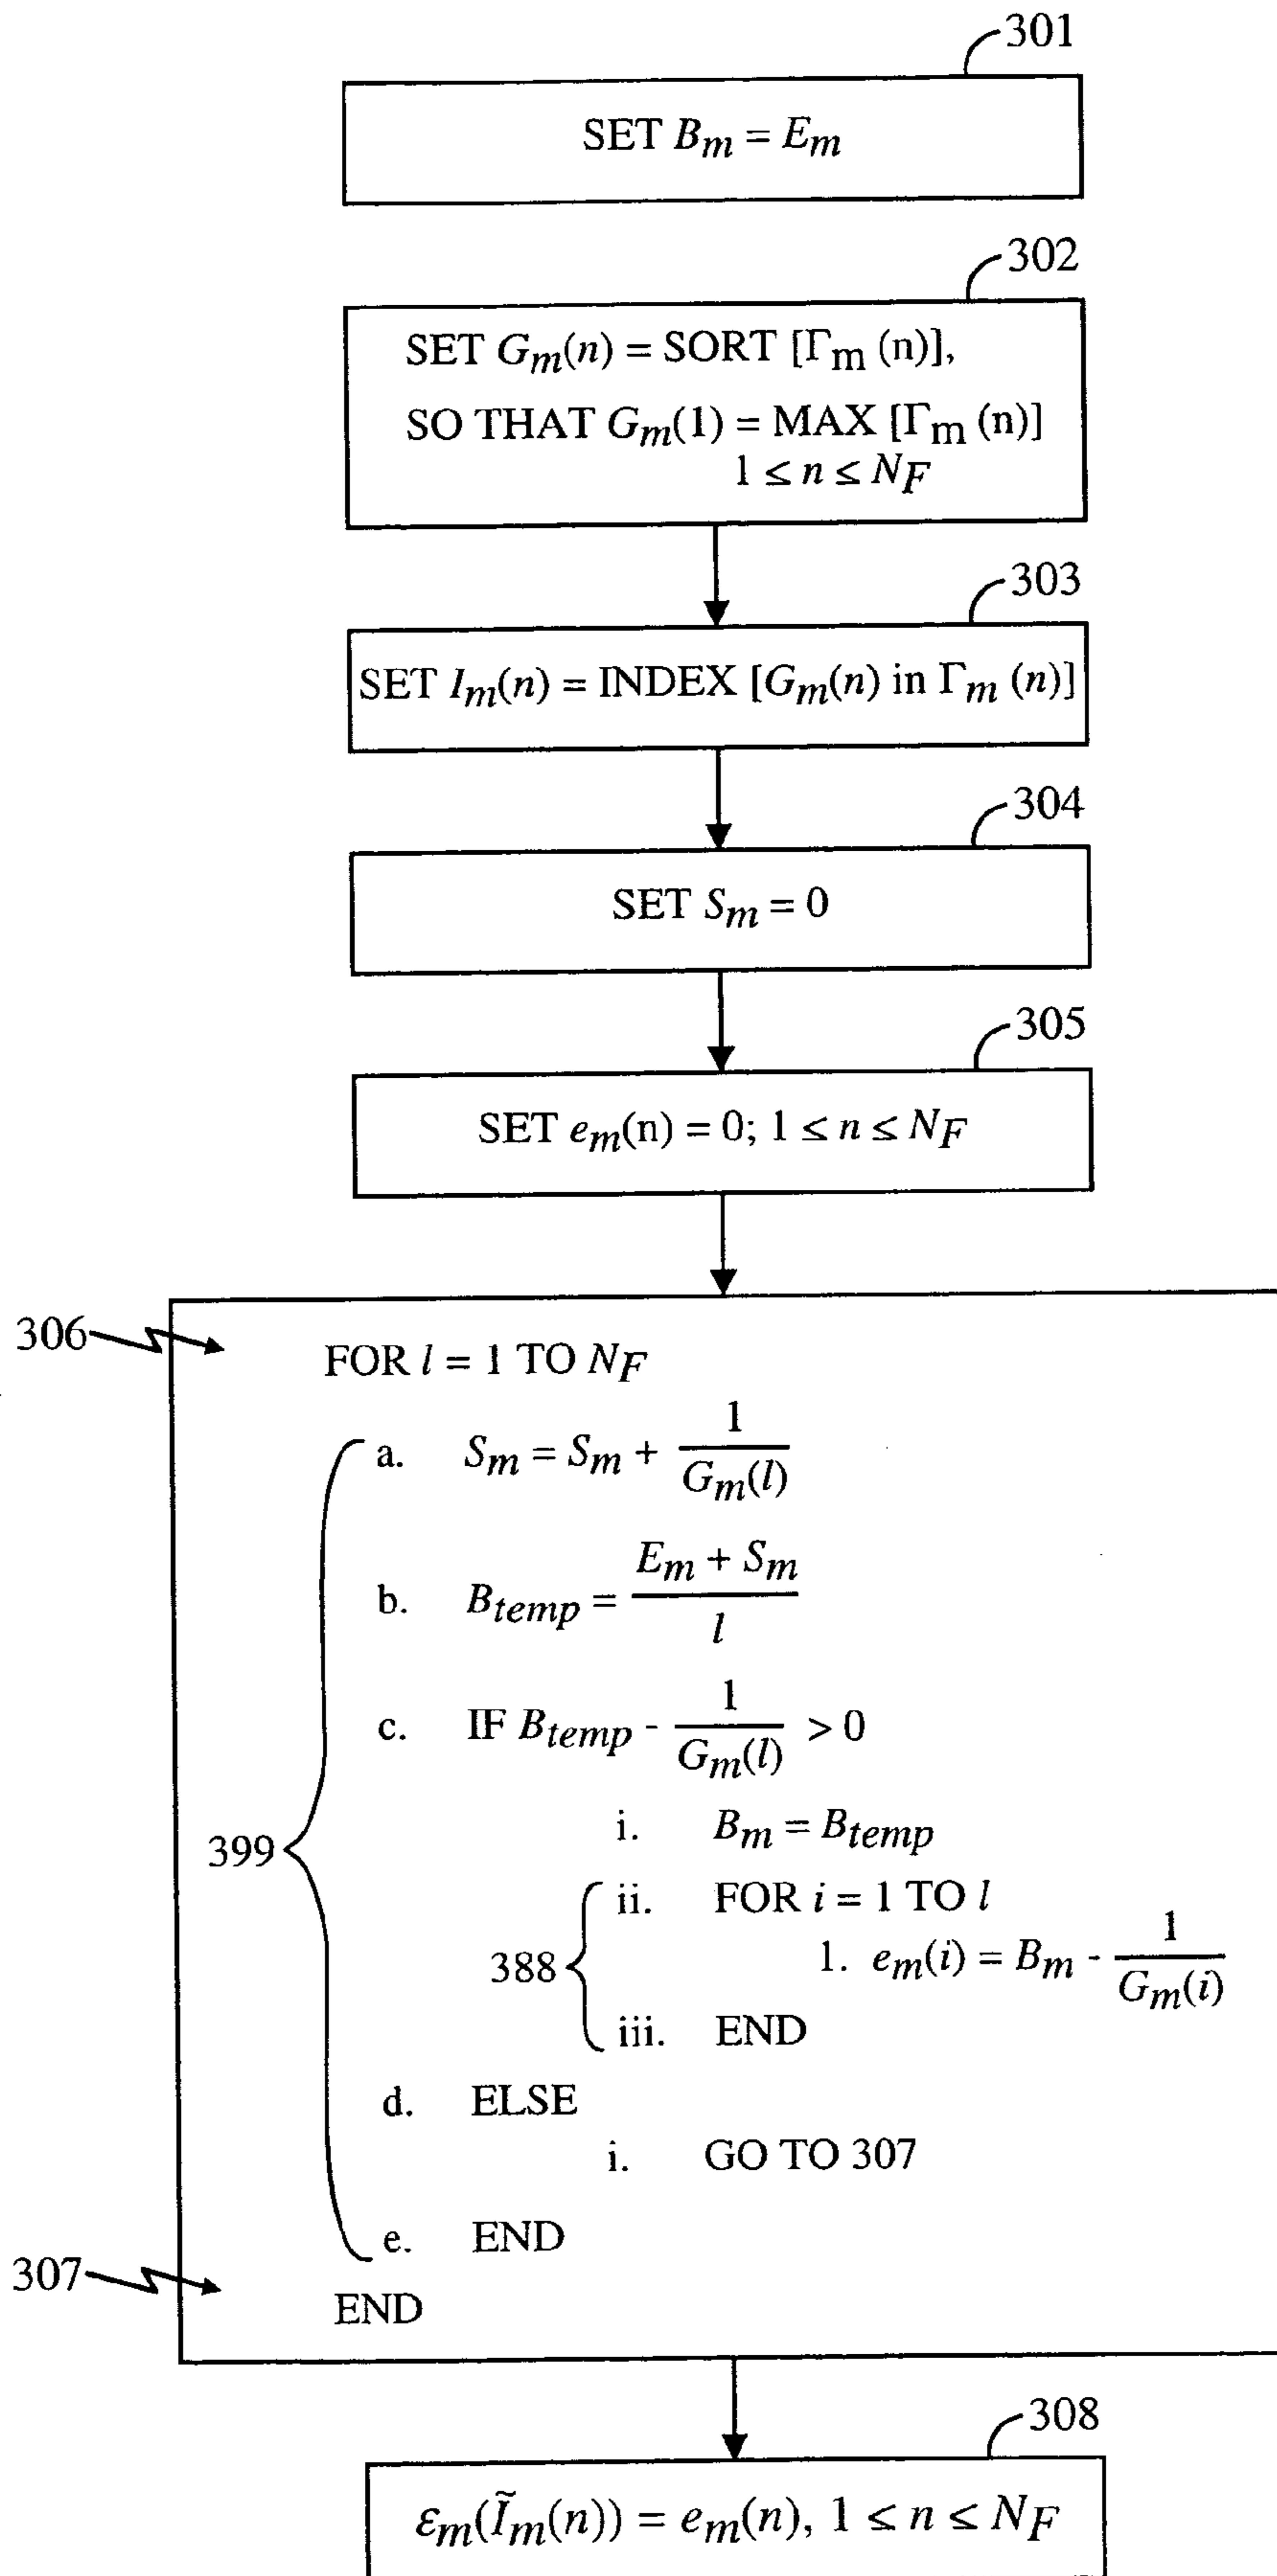 301
SET Bm = Em
302
SET Gm(n) = SORT [Γm (n)],
SO THAT Gm(1) = MAX [Γm (n)]
1 ≤ n ≤ NF
303
SET Im(n) = INDEX [Gm(n) in Γm (n)]
304
SET Sm = 0
305
SET em(n) = 0; 1 ≤ n ≤ NF
306
FOR l = 1 TO NF
a. Sm = Sm + 1/Gm(l)
b. Btemp = (Em + Sm)/l
c. IF Btemp - 1/Gm(l) > 0
i. Bm = Btemp
399
ii. FOR i = 1 TO l
388
1. em(i) = Bm - 1/Gm(i)
iii. END
d. ELSE
i. GO TO 307
e. END
307
END
308
εm(Ĩm(n)) = em(n), 1 ≤ n ≤ NF